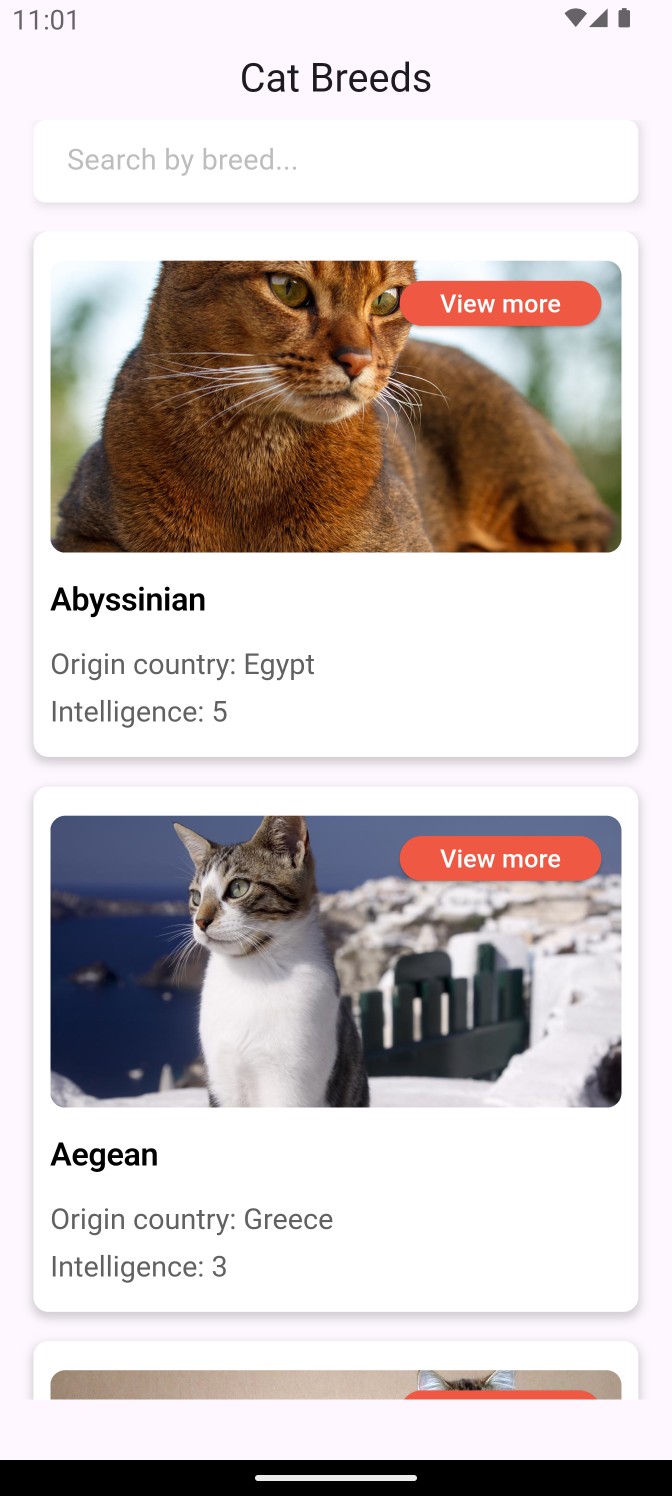 11:01
Cat Breeds
Search by breed...
View more
Abyssinian
Origin country: Egypt
Intelligence: 5
View more
Aegean
Origin country: Greece
Intelligence: 3